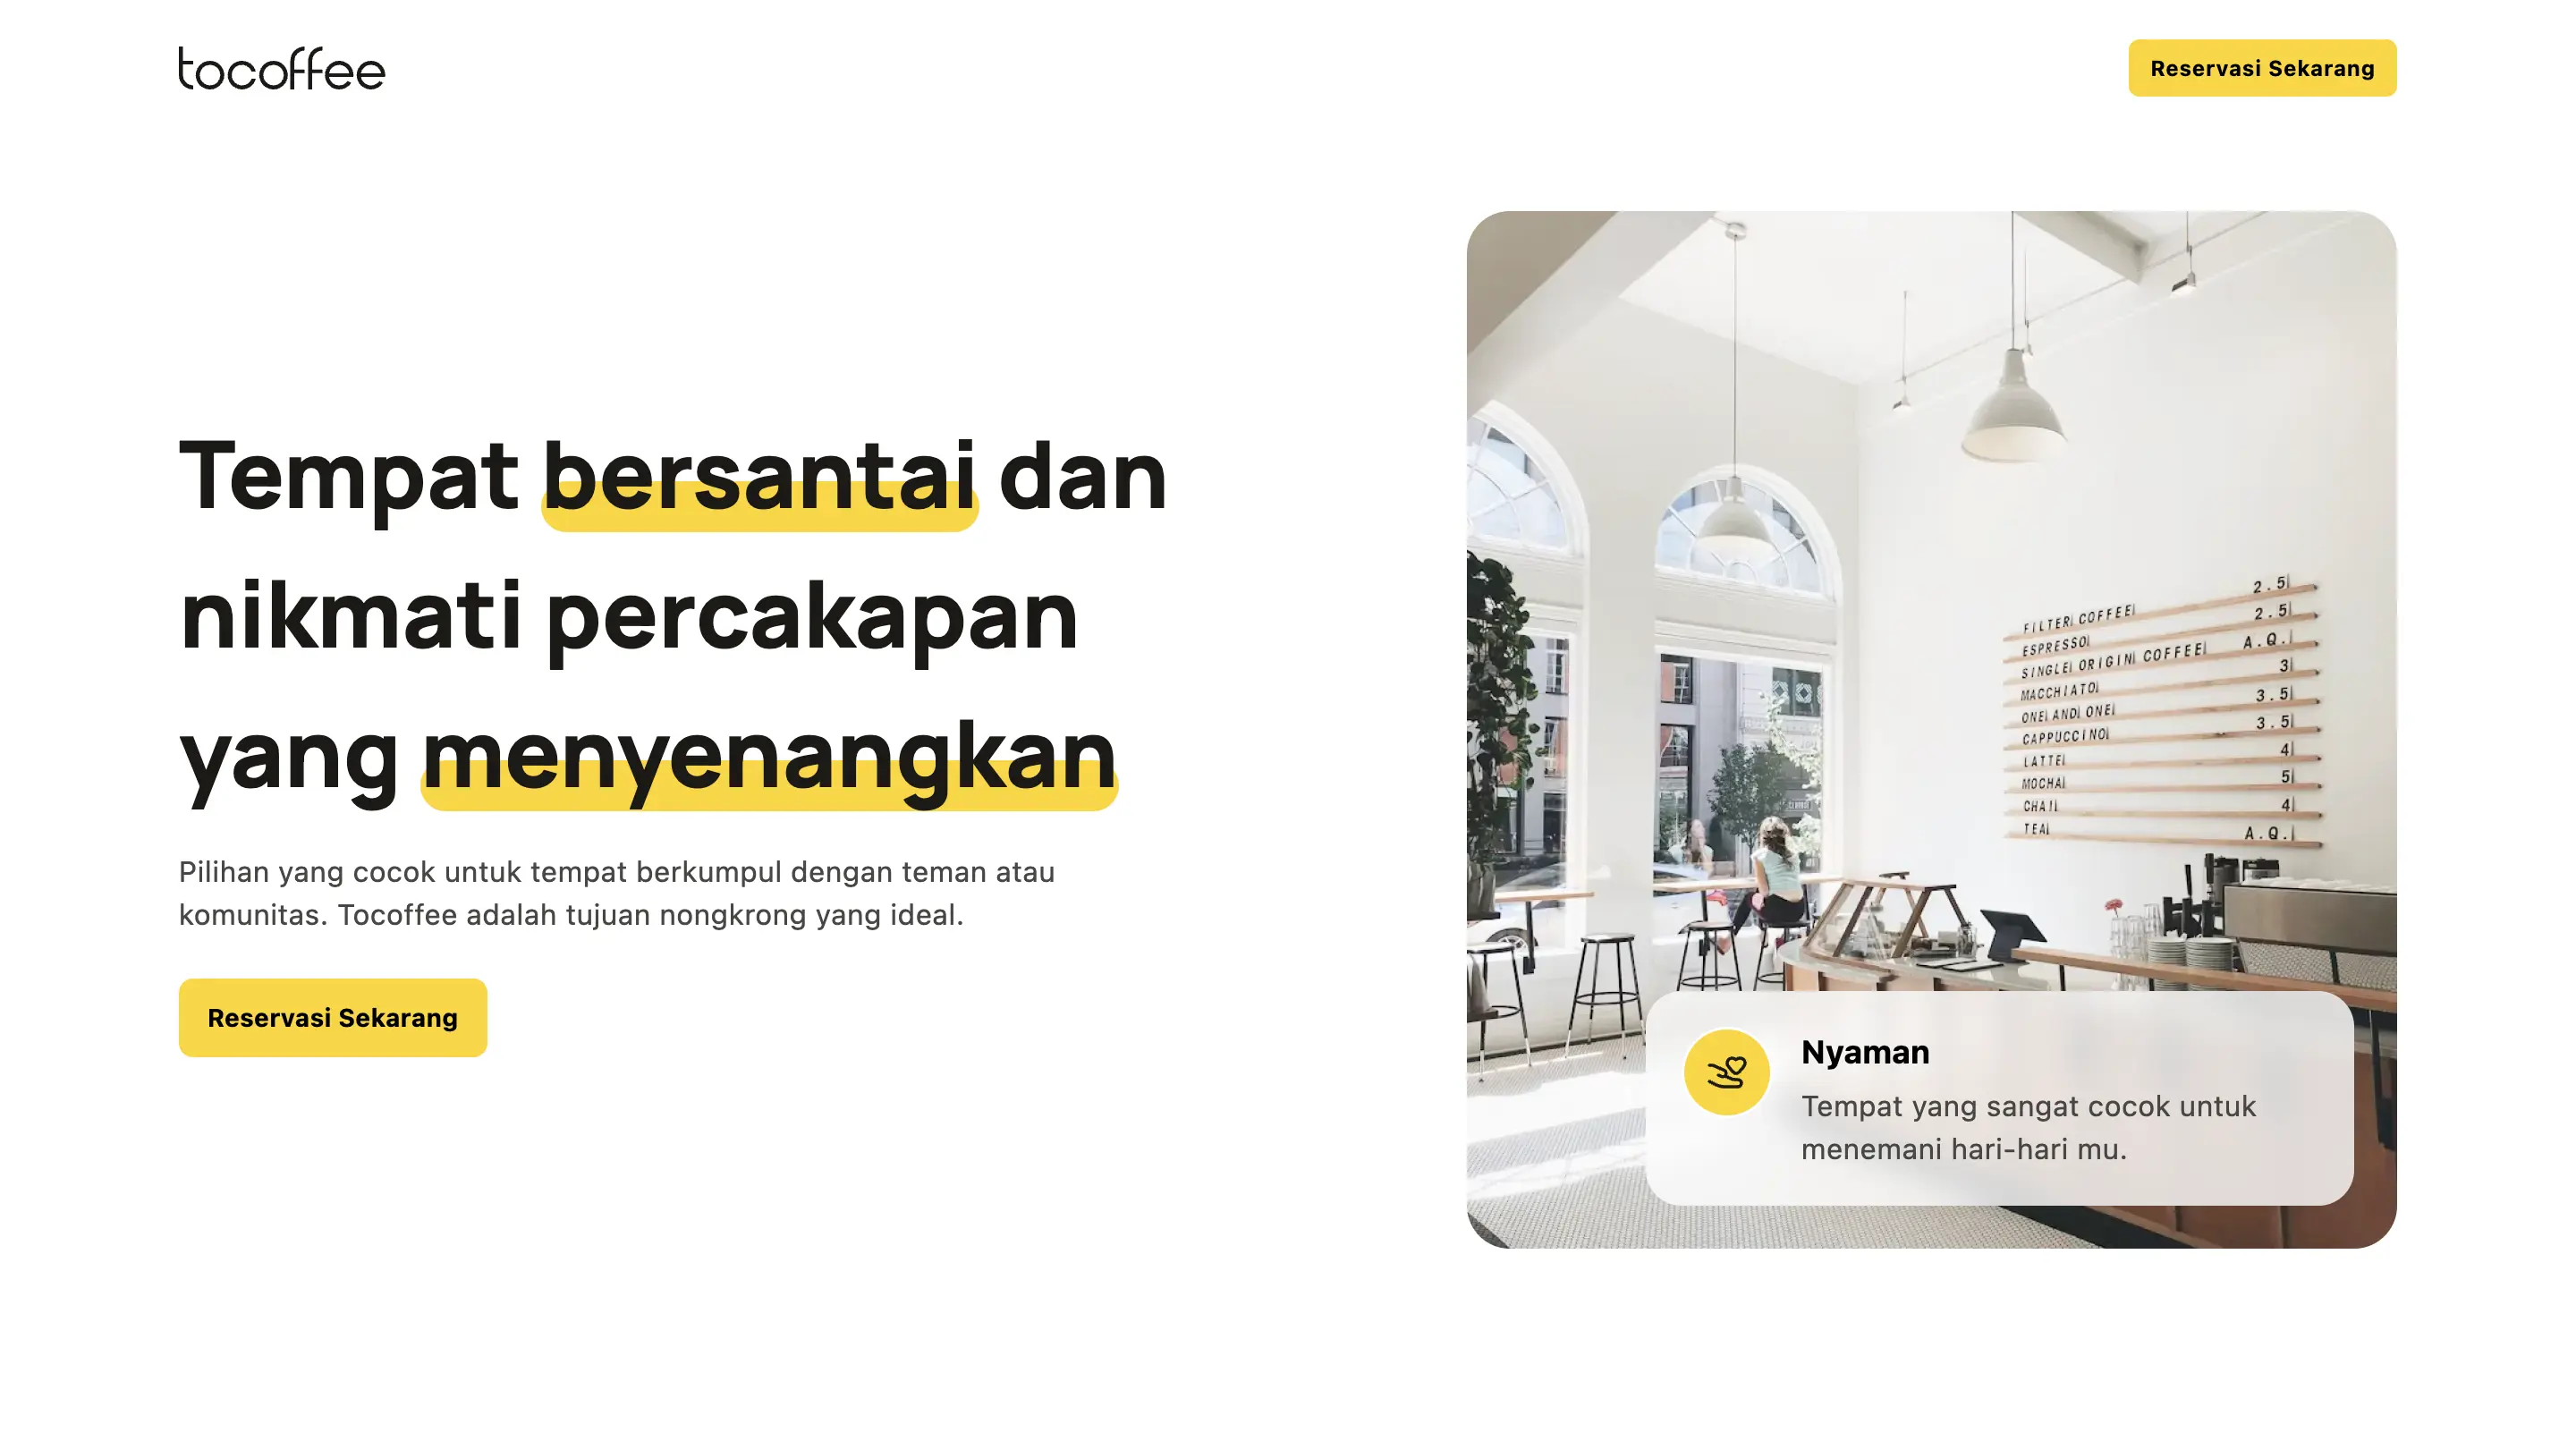 tocoffee
Reservasi Sekarang
Tempat bersantai dan
nikmati percakapan
yang menyenangkan
Pilihan yang cocok untuk tempat berkumpul dengan teman atau
komunitas. Tocoffee adalah tujuan nongkrong yang ideal.
Reservasi Sekarang
FILTER COFFEE 2.5
ESPRESSO 2.5
SINGLE ORIGIN COFFEE A.Q.
MACCHIATO 3
ONE AND ONE 3.5
CAPPUCCINO 3.5
LATTE 4
MOCHA 5
CHAI 4
TEA A.Q.
Nyaman
Tempat yang sangat cocok untuk
menemani hari-hari mu.